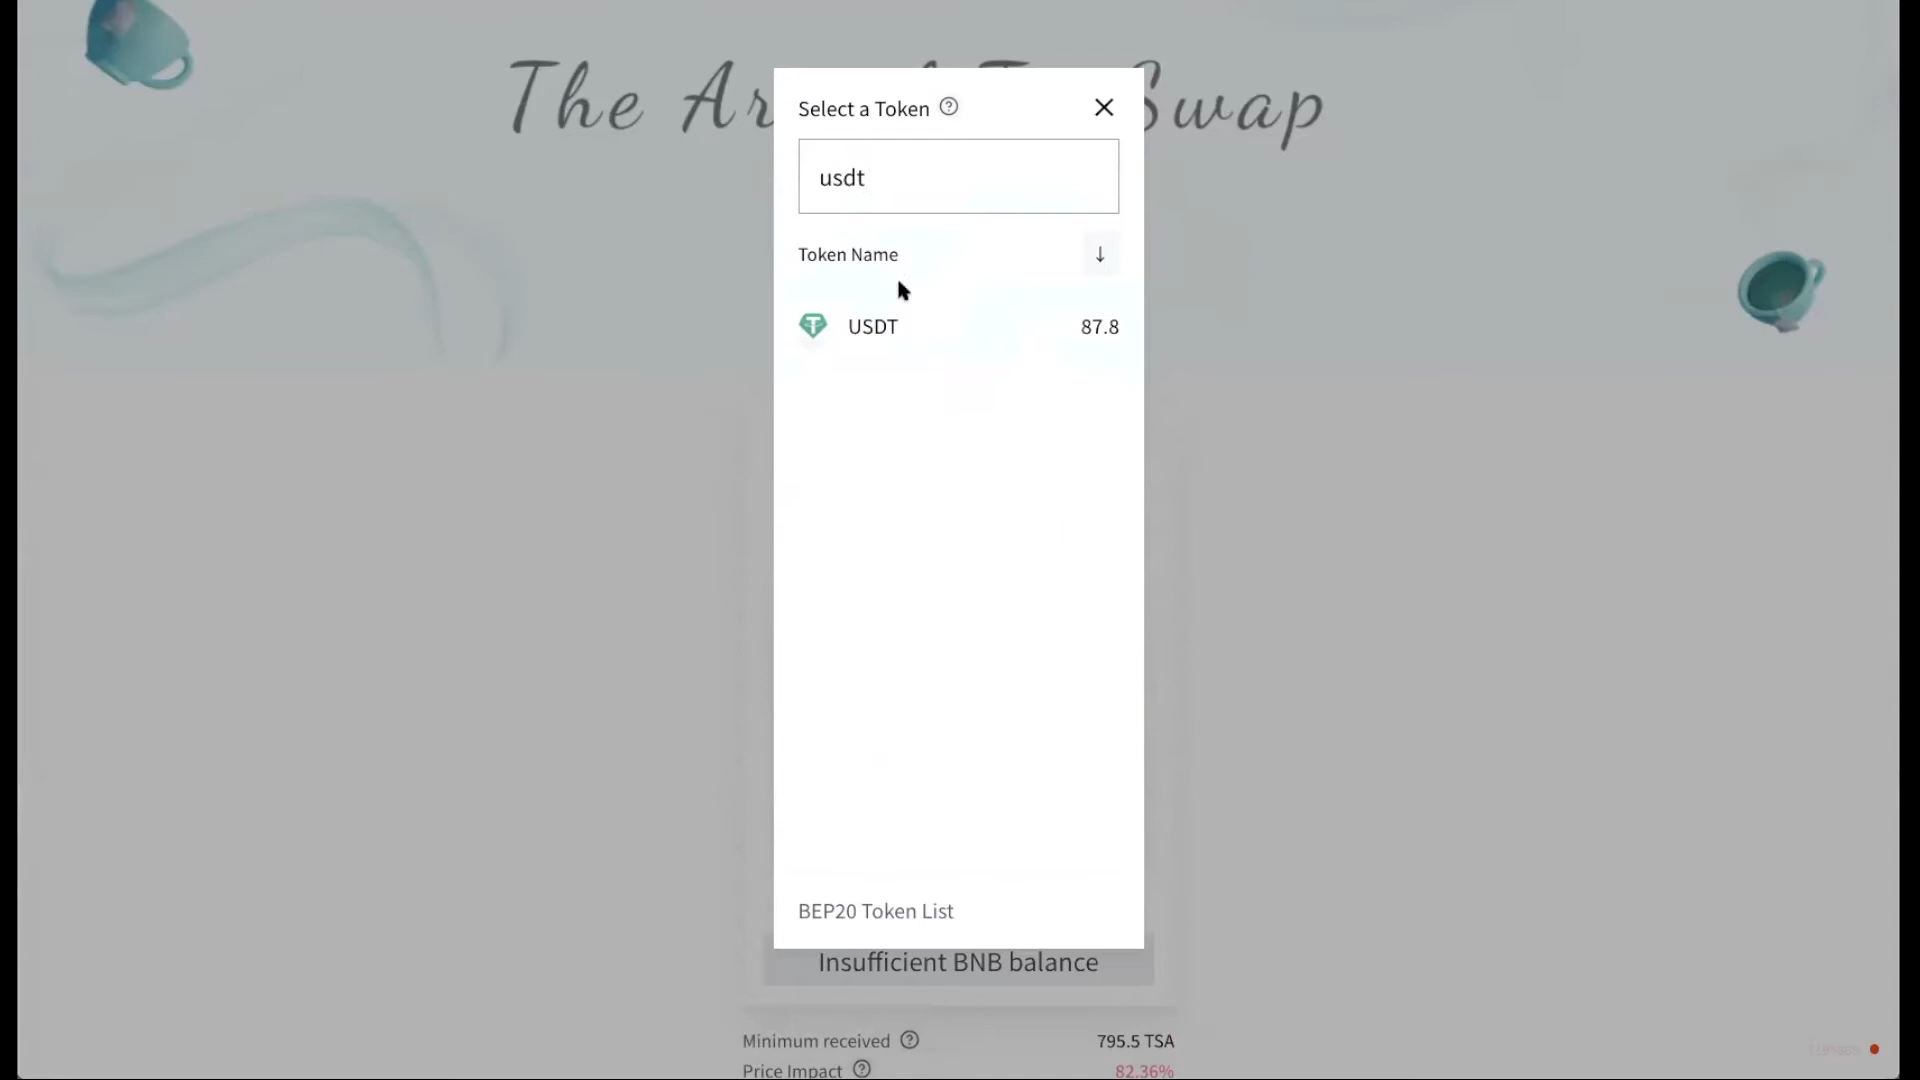 The Ar
Swap
Select a Token
usdt
Token Name ↓
USDT 87.8
BEP20 Token List
Insufficient BNB balance
Minimum received 795.5 TSA
Price Impact 82.36%